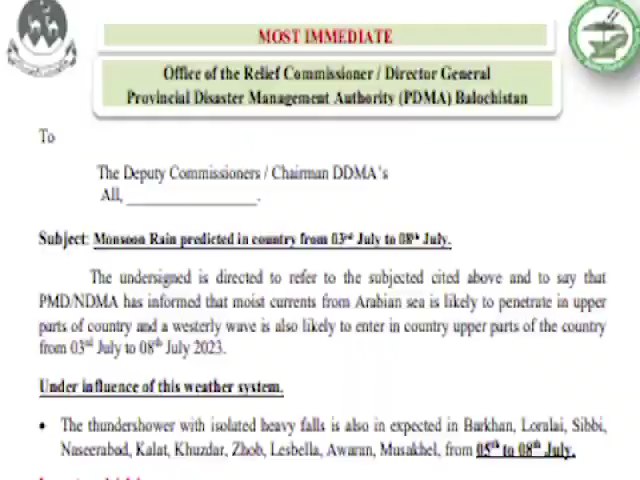 MOST IMMEDIATE
Office of the Relief Commissioner / Director General
Provincial Disaster Management Authority (PDMA) Balochistan
To
The Deputy Commissioners / Chairman DDMA's
All, ___________________.
Subject: Monsoon Rain predicted in country from 03rd July to 08th July.
The undersigned is directed to refer to the subjected cited above and to say that
PMD/NDMA has informed that moist currents from Arabian sea is likely to penetrate in upper
parts of country and a westerly wave is also likely to enter in country upper parts of the country
from 03rd July to 08th July 2023.
Under influence of this weather system.
• The thundershower with isolated heavy falls is also in expected in Barkhan, Loralai, Sibbi,
Naseerabad, Kalat, Khuzdar, Zhob, Lesbella, Awaran, Musakhel, from 05th to 08th July.